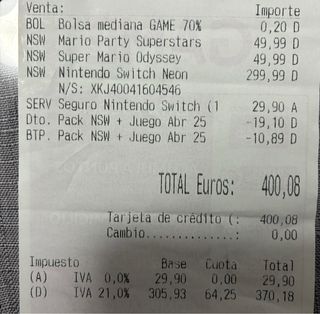 Venta: Importe
BOL Bolsa mediana GAME 70% 0,20 D
NSW Mario Party Superstars 49,99 D
NSW Super Mario Odyssey 49,99 D
NSW Nintendo Switch Neon 299,99 D
N/S: XKJ40041604546
SERV Seguro Nintendo Switch (1 29,90 A
Dto. Pack NSW + Juego Abr 25 -19,10 D
BTP. Pack NSW + Juego Abr 25 -10,89 D
TOTAL Euros: 400,08
Tarjeta de crédito (: 400,08
Cambio..............: 0,00
Impuesto Base Cuota Total
(A) IVA 0,0% 29,90 0,00 29,90
(D) IVA 21,0% 305,93 64,25 370,18